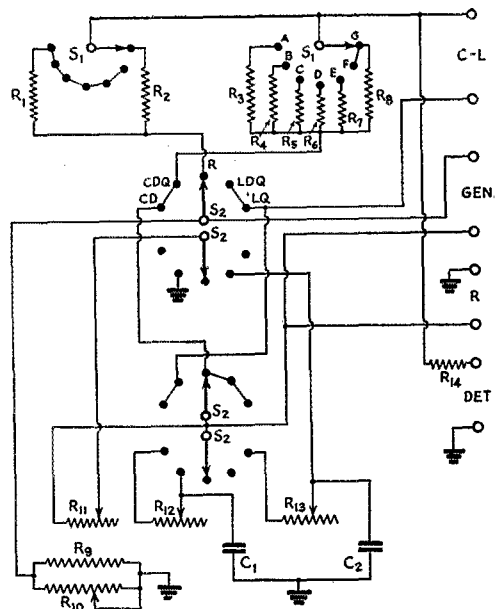 S1
A
S1
G
B
F
C
D
E
C-L
R1
R2
R3
R8
R4
R5
R6
R7
R
CDQ
LDQ
CD
LQ
S2
GEN.
S2
R
R14
DET
S2
S2
R11
R12
R13
R9
C1
C2
R10